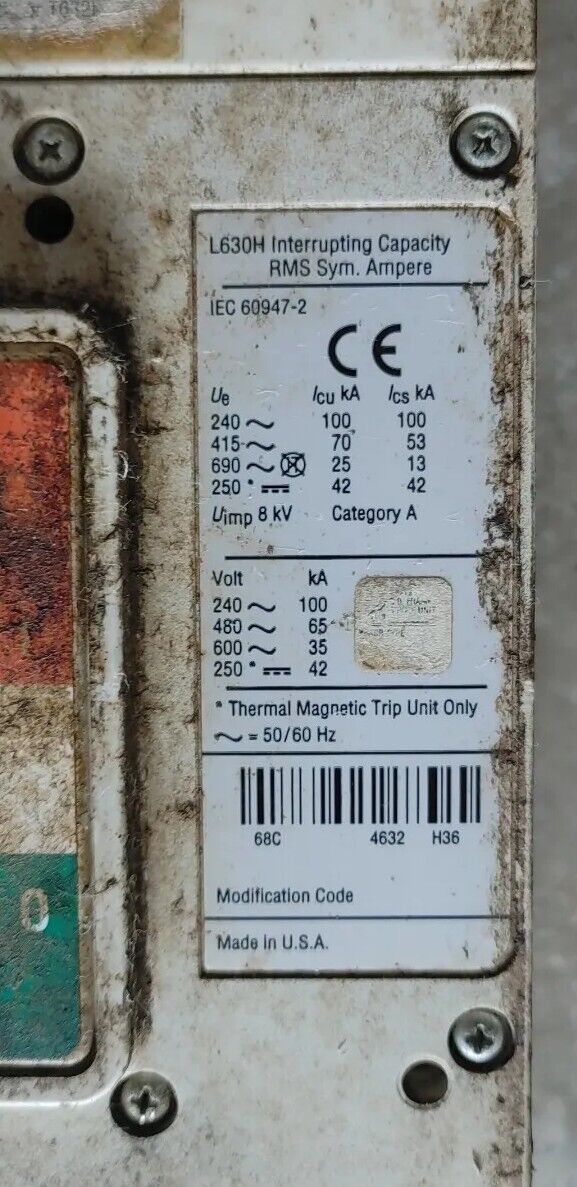 L630H Interrupting Capacity
RMS Sym. Ampere
IEC 60947-2
CE
Ue Icu kA Ics kA
240 ~ 100 100
415 ~ 70 53
690 ~ 25 13
250 * ⎓ 42 42
Uimp 8 kV Category A
Volt kA
240 ~ 100
480 ~ 65
600 ~ 35
250 * ⎓ 42
* Thermal Magnetic Trip Unit Only
~ = 50/60 Hz
68C 4632 H36
Modification Code
Made in U.S.A.
0